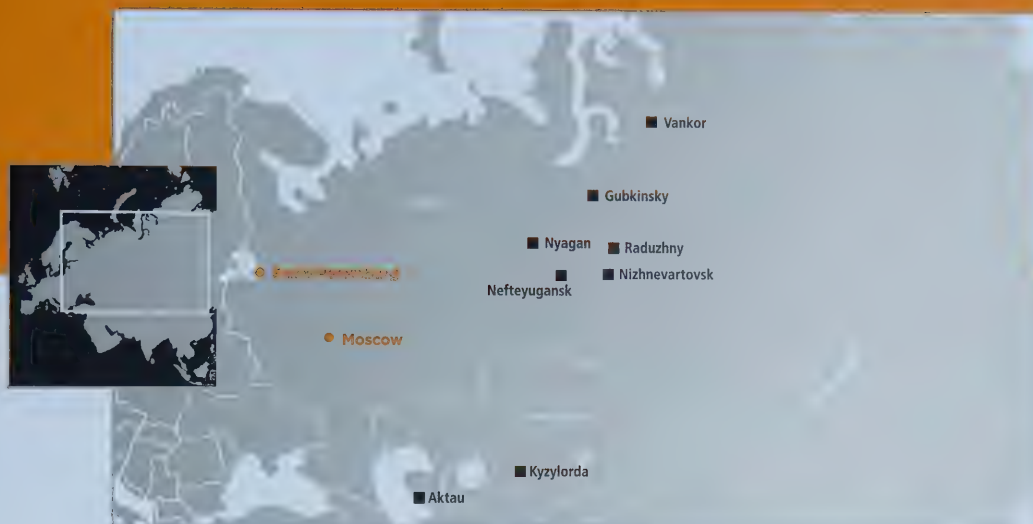 Vankor
Gubkinsky
Nyagan
Raduzhny
Nizhnevartovsk
Nefteyugansk
Moscow
Kyzylorda
Aktau